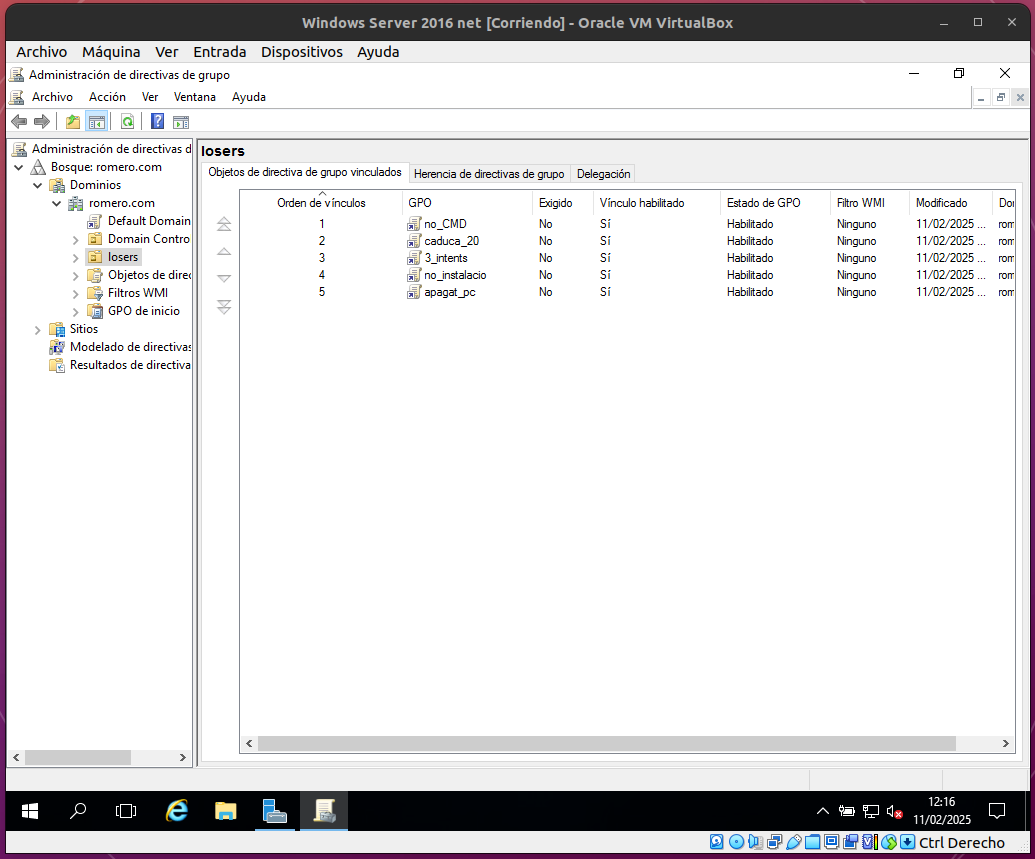 Windows Server 2016 net [Corriendo] - Oracle VM VirtualBox
Archivo Máquina Ver Entrada Dispositivos Ayuda
Administración de directivas de grupo
Archivo Acción Ver Ventana Ayuda
Administración de directivas d
Bosque: romero.com
Dominios
romero.com
Default Domain
Domain Contro
losers
Objetos de direc
Filtros WMI
GPO de inicio
Sitios
Modelado de directivas
Resultados de directiva
losers
Objetos de directiva de grupo vinculados Herencia de directivas de grupo Delegación
Orden de vínculos GPO Exigido Vínculo habilitado Estado de GPO Filtro WMI Modificado Dor
1 no_CMD No Sí Habilitado Ninguno 11/02/2025 ... rom
2 caduca_20 No Sí Habilitado Ninguno 11/02/2025 ... rom
3 3_intents No Sí Habilitado Ninguno 11/02/2025 ... rom
4 no_instalacio No Sí Habilitado Ninguno 11/02/2025 ... rom
5 apagat_pc No Sí Habilitado Ninguno 11/02/2025 ... rom
12:16
11/02/2025
Ctrl Derecho